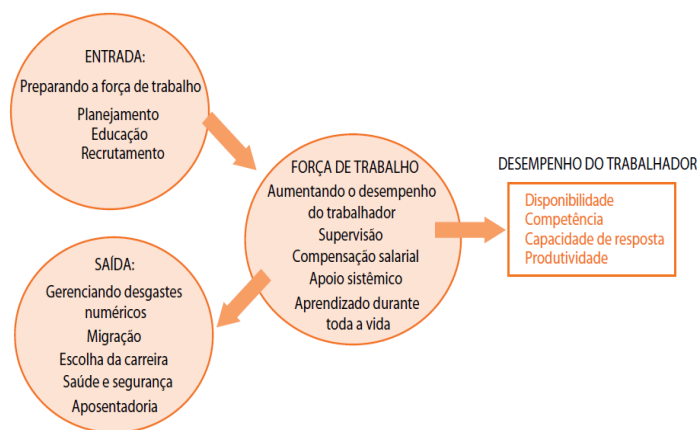 ENTRADA:
Preparando a força de trabalho
Planejamento
Educação
Recrutamento
FORÇA DE TRABALHO
Aumentando o desempenho
do trabalhador
Supervisão
Compensação salarial
Apoio sistêmico
Aprendizado durante
toda a vida
DESEMPENHO DO TRABALHADOR
Disponibilidade
Competência
Capacidade de resposta
Produtividade
SAÍDA:
Gerenciando desgastes
numéricos
Migração
Escolha da carreira
Saúde e segurança
Aposentadoria